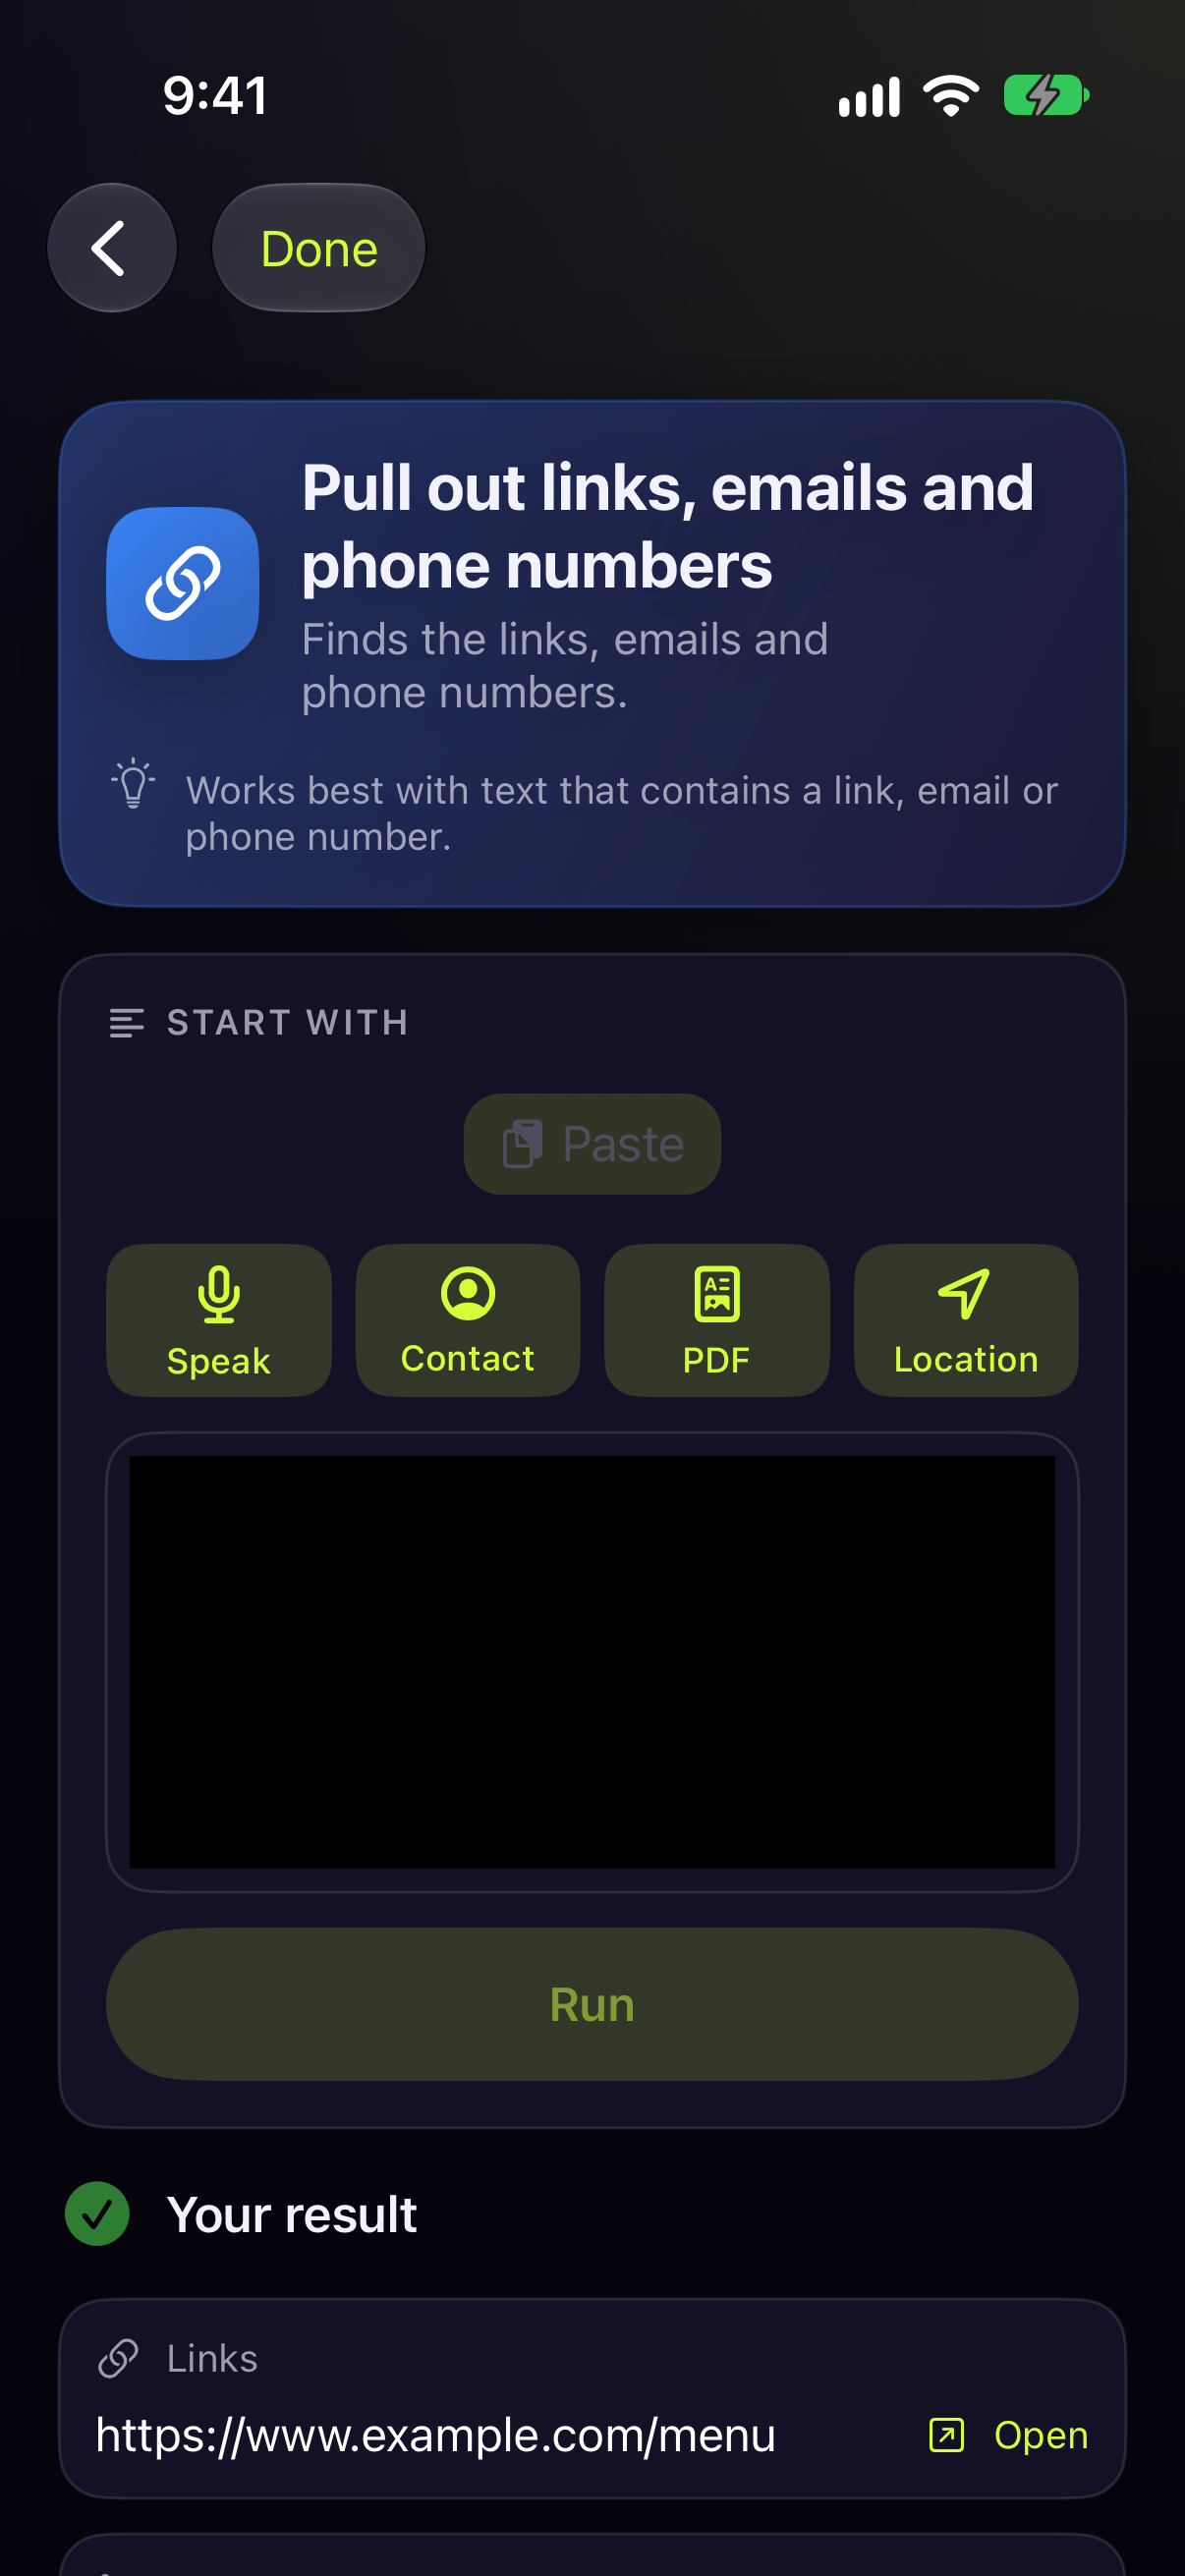 9:41
Done
Pull out links, emails and
phone numbers
Finds the links, emails and
phone numbers.
Works best with text that contains a link, email or
phone number.
START WITH
Paste
Speak
Contact
PDF
Location
Run
Your result
Links
https://www.example.com/menu
Open